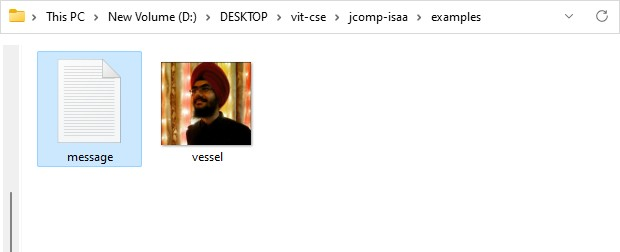 This PC > New Volume (D:) > DESKTOP > vit-cse > jcomp-isaa > examples
message
vessel